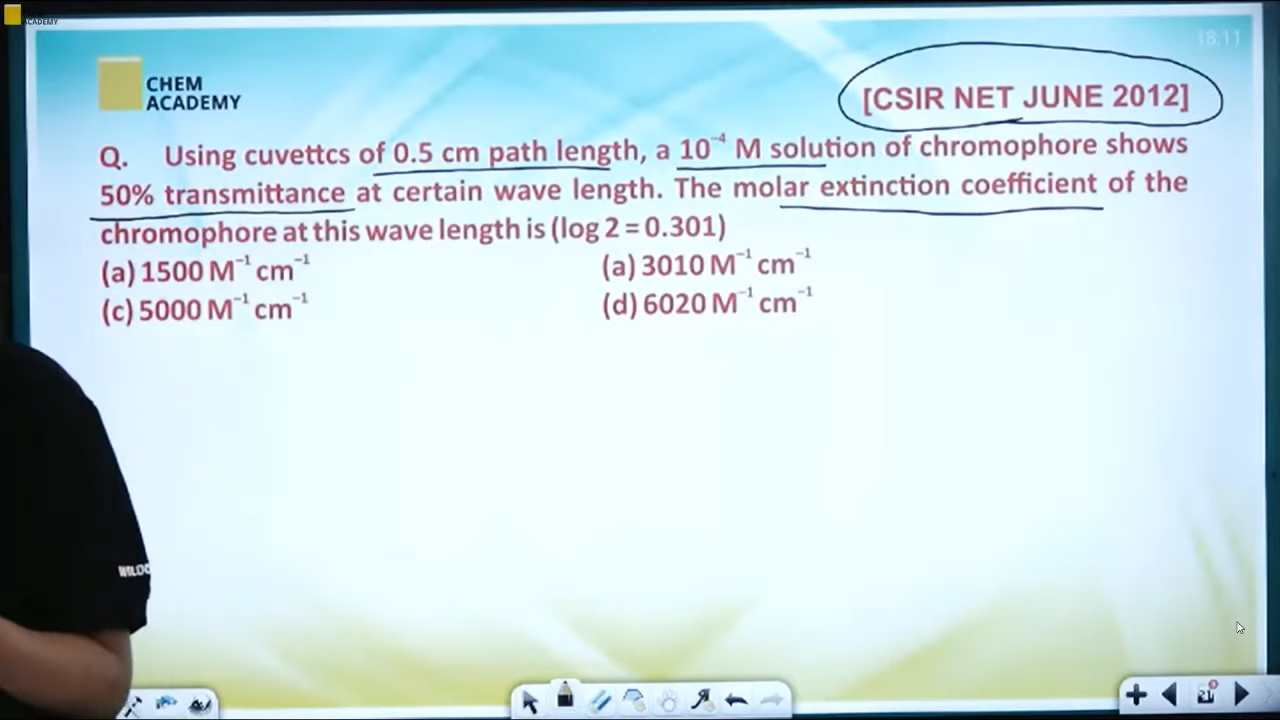 ACADEMY
18:11
CHEM
ACADEMY
[CSIR NET JUNE 2012]
Q. Using cuvettcs of 0.5 cm path length, a 10⁻⁴ M solution of chromophore shows
50% transmittance at certain wave length. The molar extinction coefficient of the
chromophore at this wave length is (log 2 = 0.301)
(a) 1500 M⁻¹ cm⁻¹ (a) 3010 M⁻¹ cm⁻¹
(c) 5000 M⁻¹ cm⁻¹ (d) 6020 M⁻¹ cm⁻¹